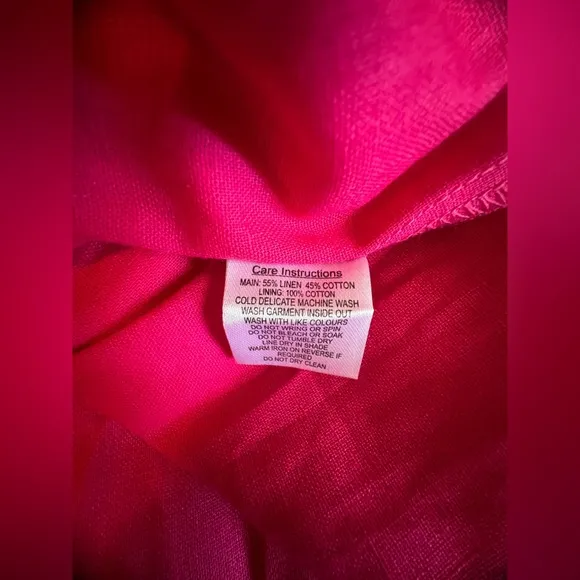 Care Instructions
MAIN: 55% LINEN 45% COTTON
LINING: 100% COTTON
COLD DELICATE MACHINE WASH
WASH GARMENT INSIDE OUT
WASH WITH LIKE COLOURS
DO NOT WRING OR SPIN
DO NOT BLEACH OR SOAK
DO NOT TUMBLE DRY
LINE DRY IN SHADE
WARM IRON ON REVERSE IF
REQUIRED
DO NOT DRY CLEAN